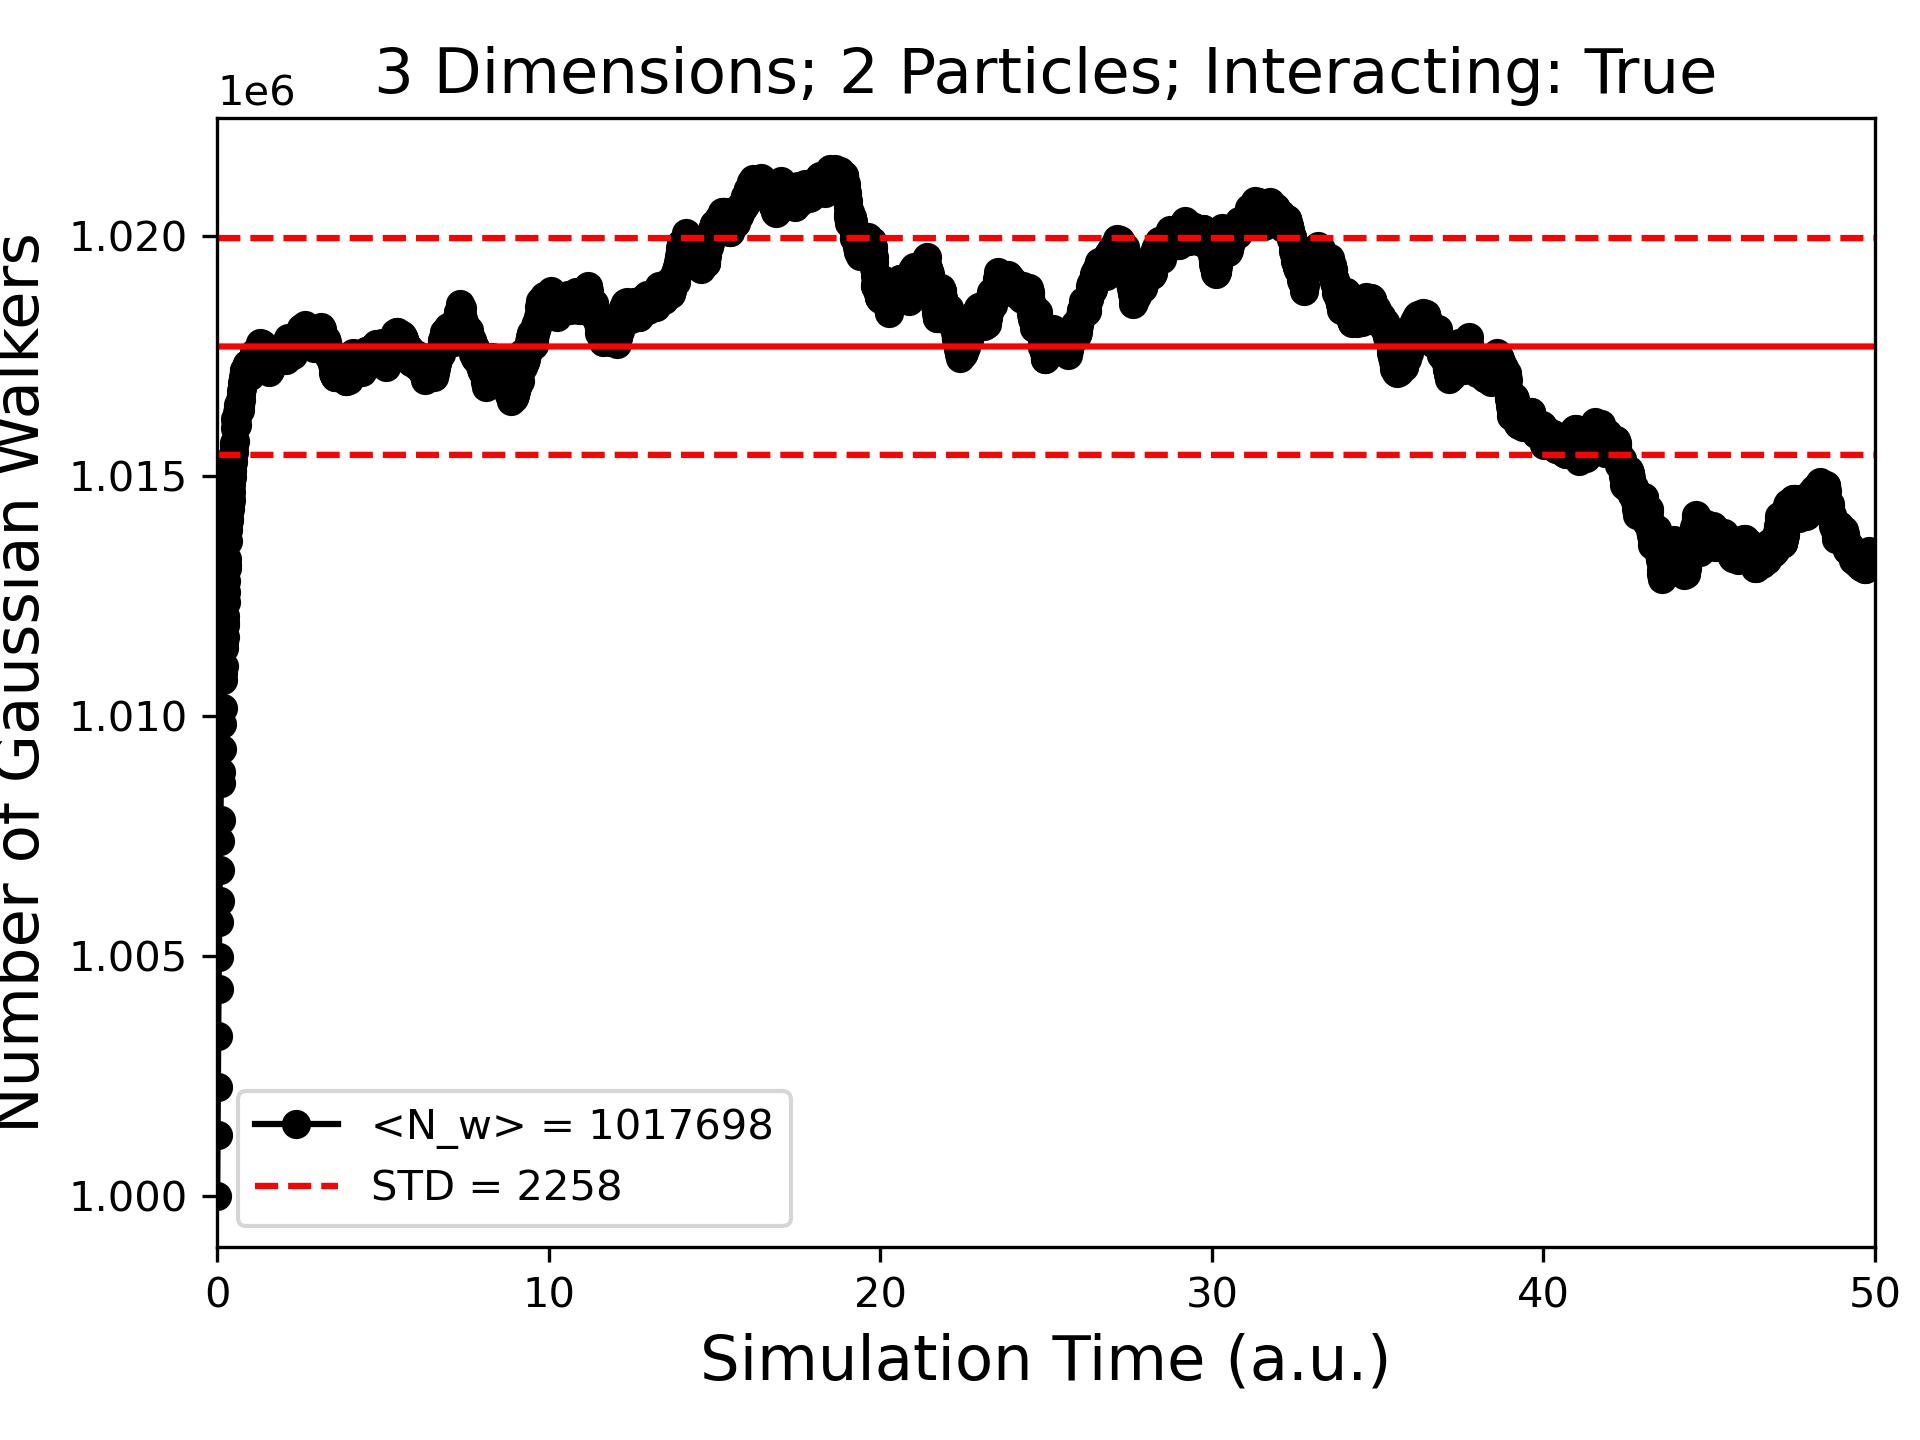 3 Dimensions; 2 Particles; Interacting: True
1e6
Number of Gaussian Walkers
1.020
1.015
1.010
1.005
1.000
<N_w> = 1017698
STD = 2258
0 10 20 30 40 50
Simulation Time (a.u.)